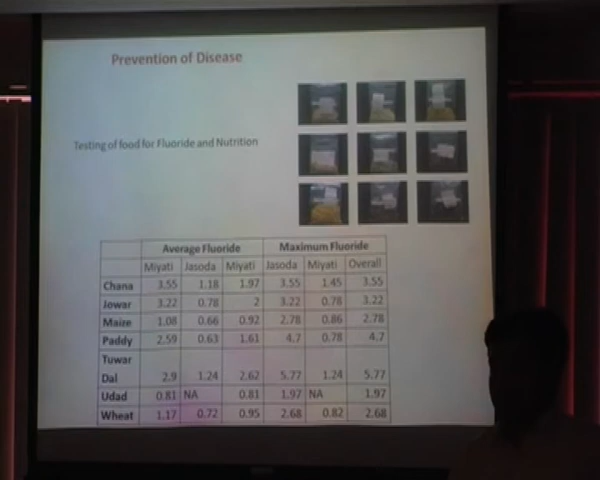 Prevention of Disease
Testing of food for Fluoride and Nutrition
Average Fluoride Maximum Fluoride
Miyati Jasoda Miyati Jasoda Miyati Overall
Chana 3.55 1.18 1.97 3.55 1.45 3.55
Jowar 3.22 0.78 2 3.22 0.78 3.22
Maize 1.08 0.66 0.92 2.78 0.86 2.78
Paddy 2.59 0.63 1.61 4.7 0.78 4.7
Tuwar
Dal 2.9 1.24 2.62 5.77 1.24 5.77
Udad 0.81 NA 0.81 1.97 NA 1.97
Wheat 1.17 0.72 0.95 2.68 0.82 2.68